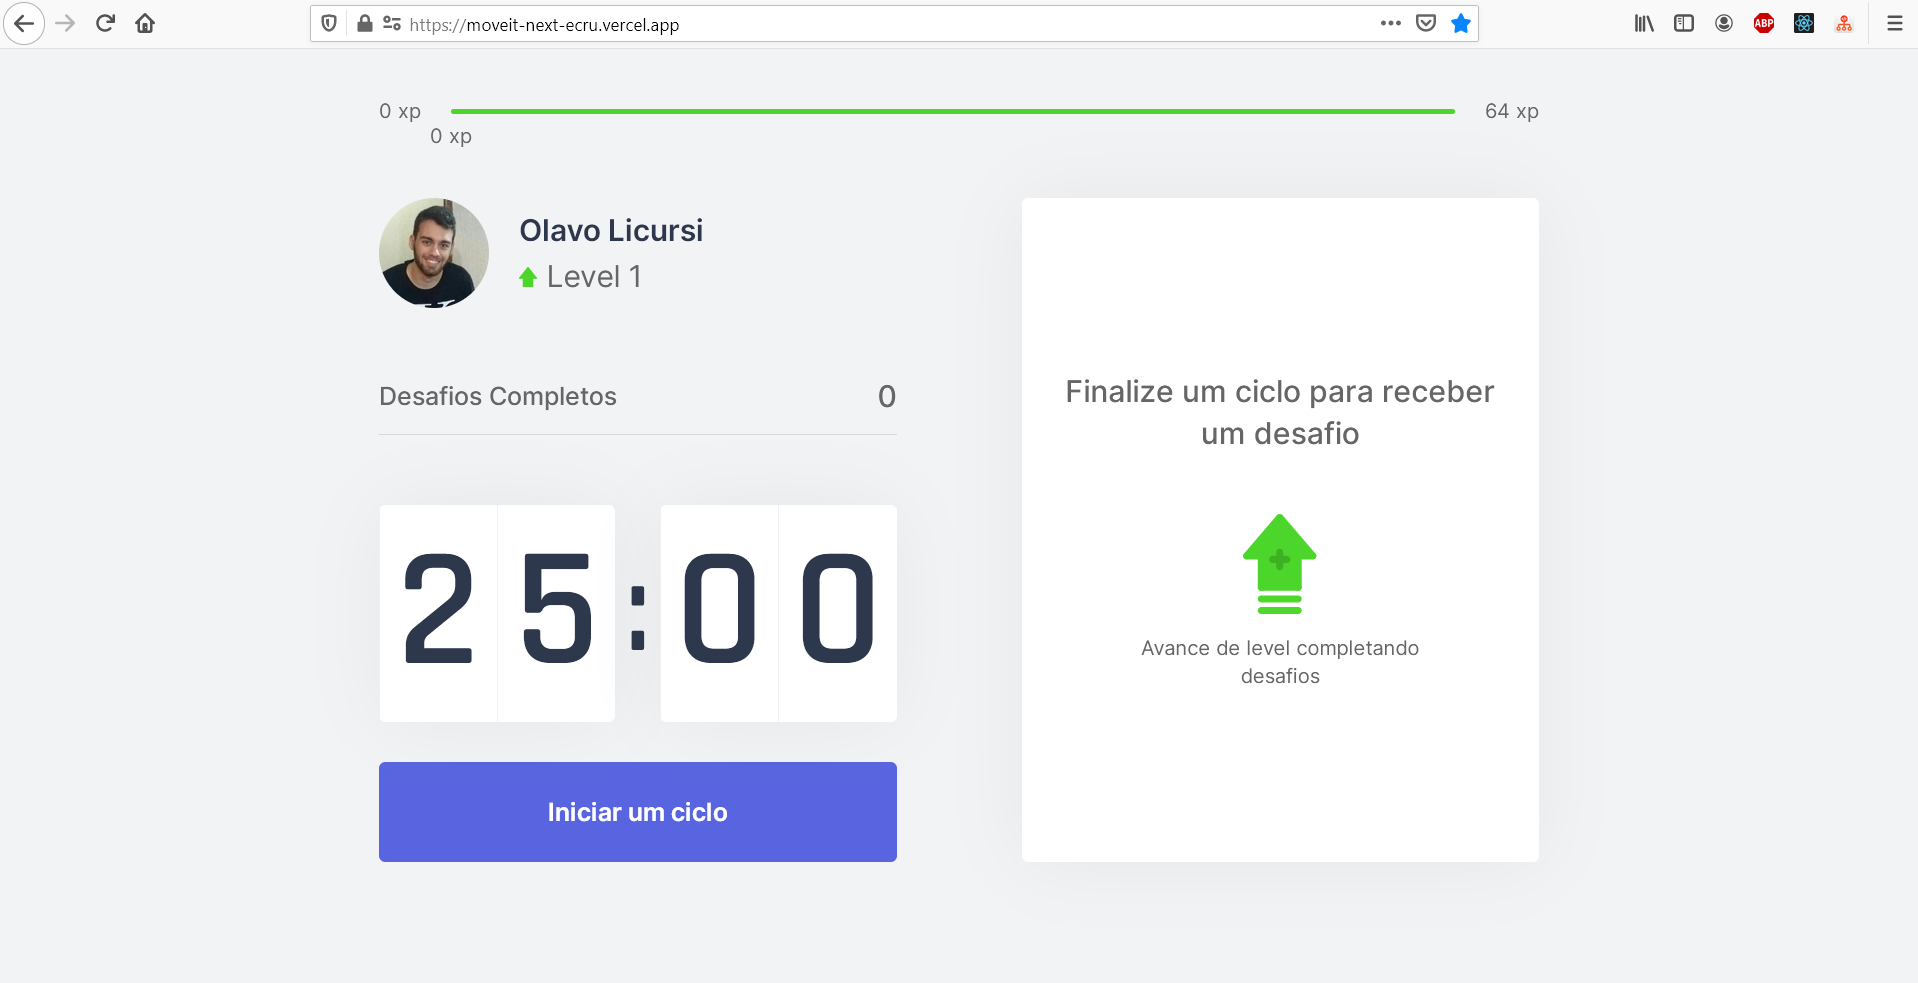 https://moveit-next-ecru.vercel.app
ABP
0 xp
64 xp
0 xp
Olavo Licursi
Level 1
Desafios Completos
0
25:00
Iniciar um ciclo
Finalize um ciclo para receber
um desafio
Avance de level completando
desafios